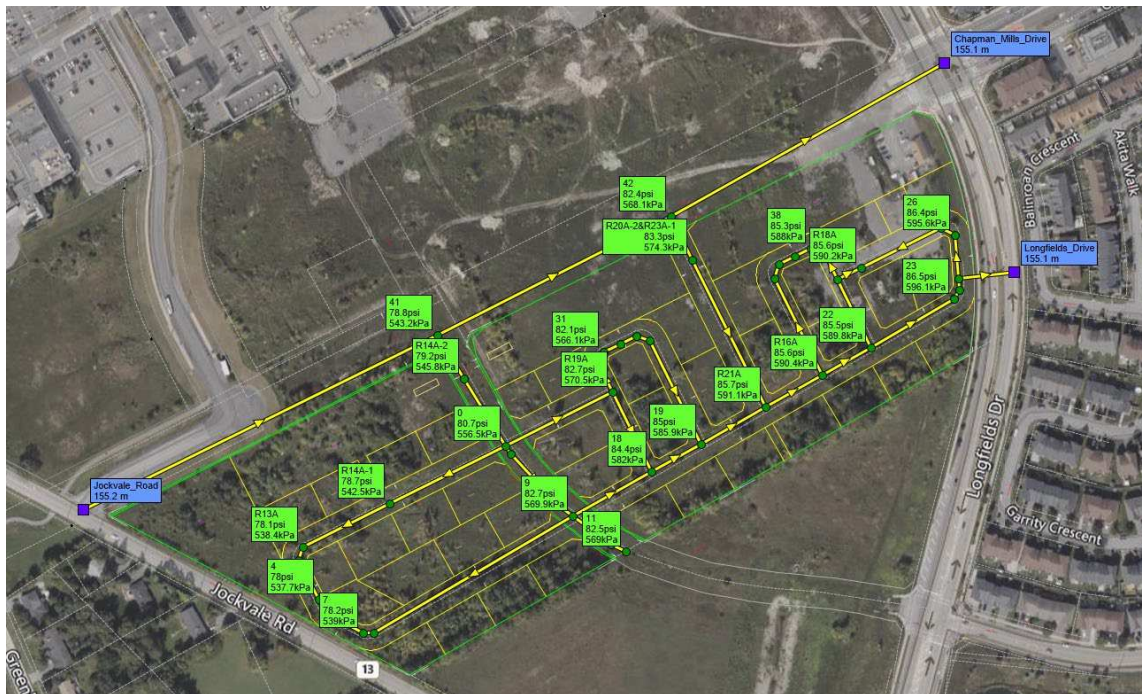 Chapman_Mills_Drive
155.1 m
Balinroan Crescent
Akita Walk
42
82.4psi
568.1kPa
26
86.4psi
595.6kPa
38
85.3psi
588kPa
R20A-2&R23A-1
83.3psi
574.3kPa
R18A
85.6psi
590.2kPa
Longfields_Drive
155.1 m
23
86.5psi
596.1kPa
41
78.8psi
543.2kPa
31
82.1psi
566.1kPa
22
85.5psi
589.8kPa
R14A-2
79.2psi
545.8kPa
R19A
82.7psi
570.5kPa
R16A
85.6psi
590.4kPa
R21A
85.7psi
591.1kPa
0
80.7psi
556.5kPa
19
85psi
585.9kPa
18
84.4psi
582kPa
Longfields Dr
Jockvale_Road
155.2 m
R14A-1
78.7psi
542.5kPa
9
82.7psi
569.9kPa
R13A
78.1psi
538.4kPa
11
82.5psi
569kPa
Garrity Crescent
4
78psi
537.7kPa
7
78.2psi
539kPa
Jockvale Rd
13
Green